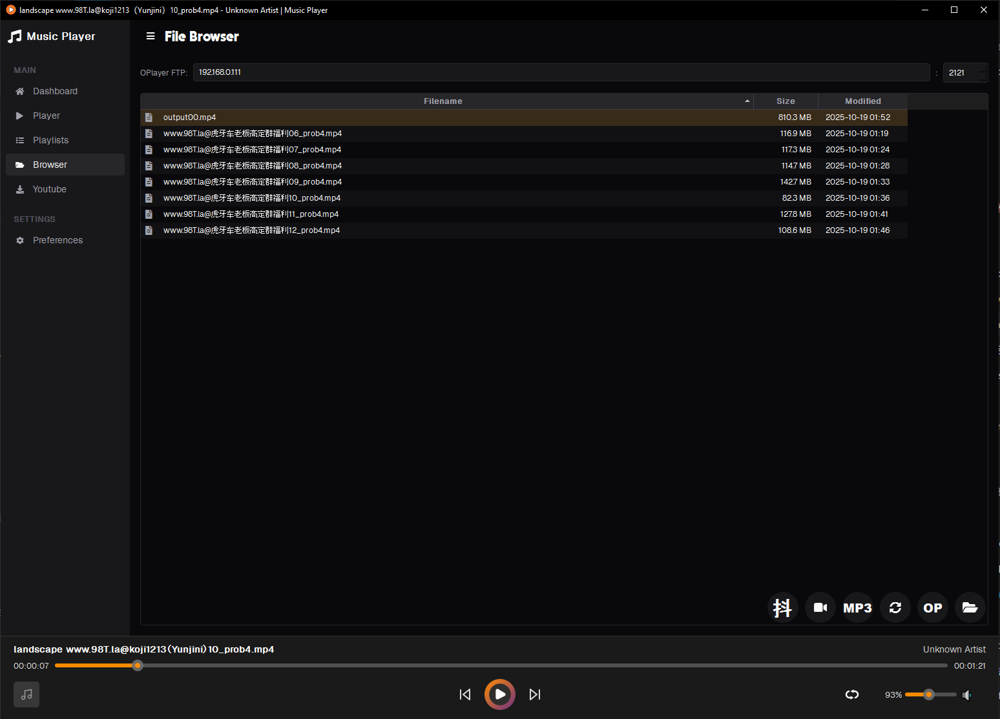 landscape www.98T.la@koji1213（Yunjini）10_prob4.mp4 - Unknown Artist | Music Player
Music Player
File Browser
MAIN
Dashboard
Player
Playlists
Browser
Youtube
SETTINGS
Preferences
OPlayer FTP: 192.168.0.111 : 2121
Filename Size Modified
output00.mp4 810.3 MB 2025-10-19 01:52
www.98T.la@虎牙车老板高定群福利06_prob4.mp4 116.9 MB 2025-10-19 01:19
www.98T.la@虎牙车老板高定群福利07_prob4.mp4 117.3 MB 2025-10-19 01:24
www.98T.la@虎牙车老板高定群福利08_prob4.mp4 114.7 MB 2025-10-19 01:28
www.98T.la@虎牙车老板高定群福利09_prob4.mp4 142.7 MB 2025-10-19 01:33
www.98T.la@虎牙车老板高定群福利10_prob4.mp4 82.3 MB 2025-10-19 01:36
www.98T.la@虎牙车老板高定群福利11_prob4.mp4 127.8 MB 2025-10-19 01:41
www.98T.la@虎牙车老板高定群福利12_prob4.mp4 108.6 MB 2025-10-19 01:46
抖 MP3 OP
landscape www.98T.la@koji1213（Yunjini）10_prob4.mp4 Unknown Artist
00:00:07 00:01:21
93%